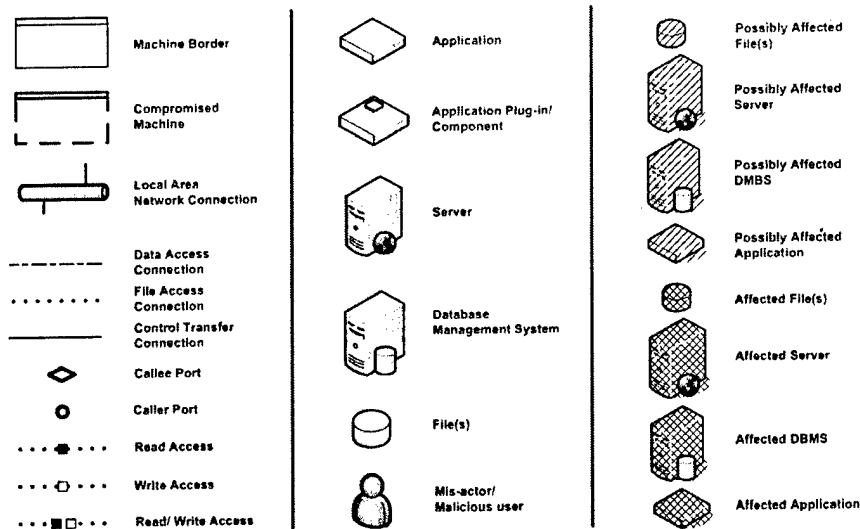 Machine Border
Compromised
Machine
Local Area
Network Connection
Data Access
Connection
File Access
Connection
Control Transfer
Connection
Callee Port
Caller Port
Read Access
Write Access
Read/ Write Access
Application
Application Plug-in/
Component
Server
Database
Management System
File(s)
Mis-actor/
Malicious user
Possibly Affected
File(s)
Possibly Affected
Server
Possibly Affected
DMBS
Possibly Affected
Application
Affected File(s)
Affected Server
Affected DBMS
Affected Application